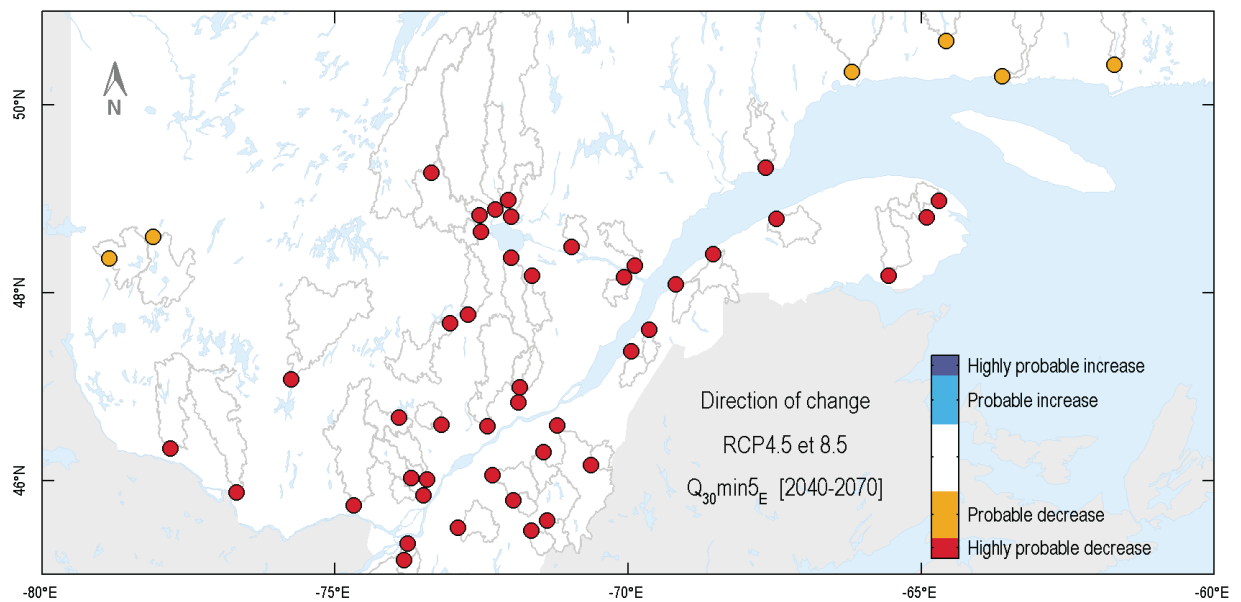 N
50°N
48°N
46°N
Highly probable increase
Probable increase
Direction of change
RCP4.5 et 8.5
Q30min5E [2040-2070]
Probable decrease
Highly probable decrease
-80°E
-75°E
-70°E
-65°E
-60°E